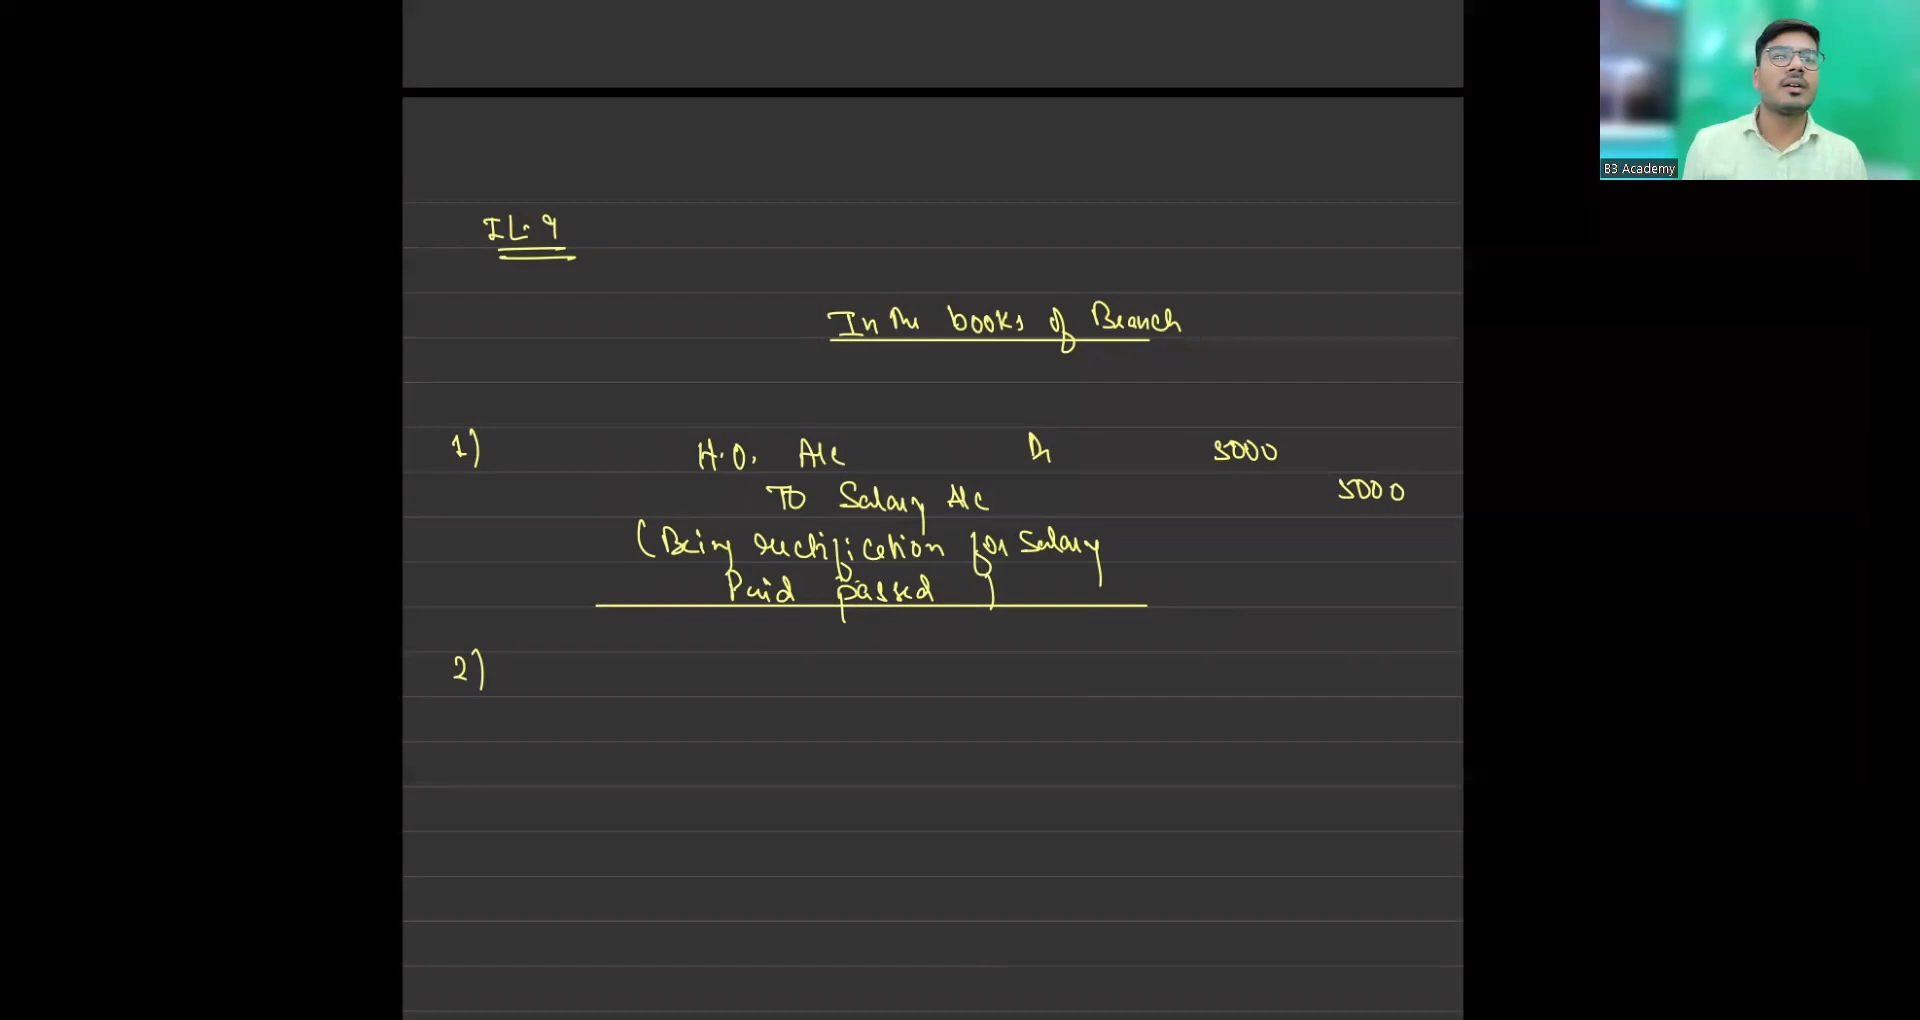 B3 Academy
IL. 9
In the books of Branch
1) H.O. A/c Dr 5000
To Salary A/c 5000
(Being rectification for Salary
Paid passed)
2)